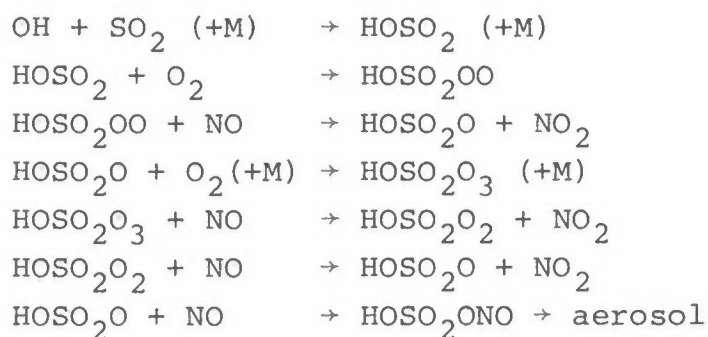 OH + SO₂ (+M) → HOSO₂ (+M)
HOSO₂ + O₂ → HOSO₂OO
HOSO₂OO + NO → HOSO₂O + NO₂
HOSO₂O + O₂(+M) → HOSO₂O₃ (+M)
HOSO₂O₃ + NO → HOSO₂O₂ + NO₂
HOSO₂O₂ + NO → HOSO₂O + NO₂
HOSO₂O + NO → HOSO₂ONO → aerosol